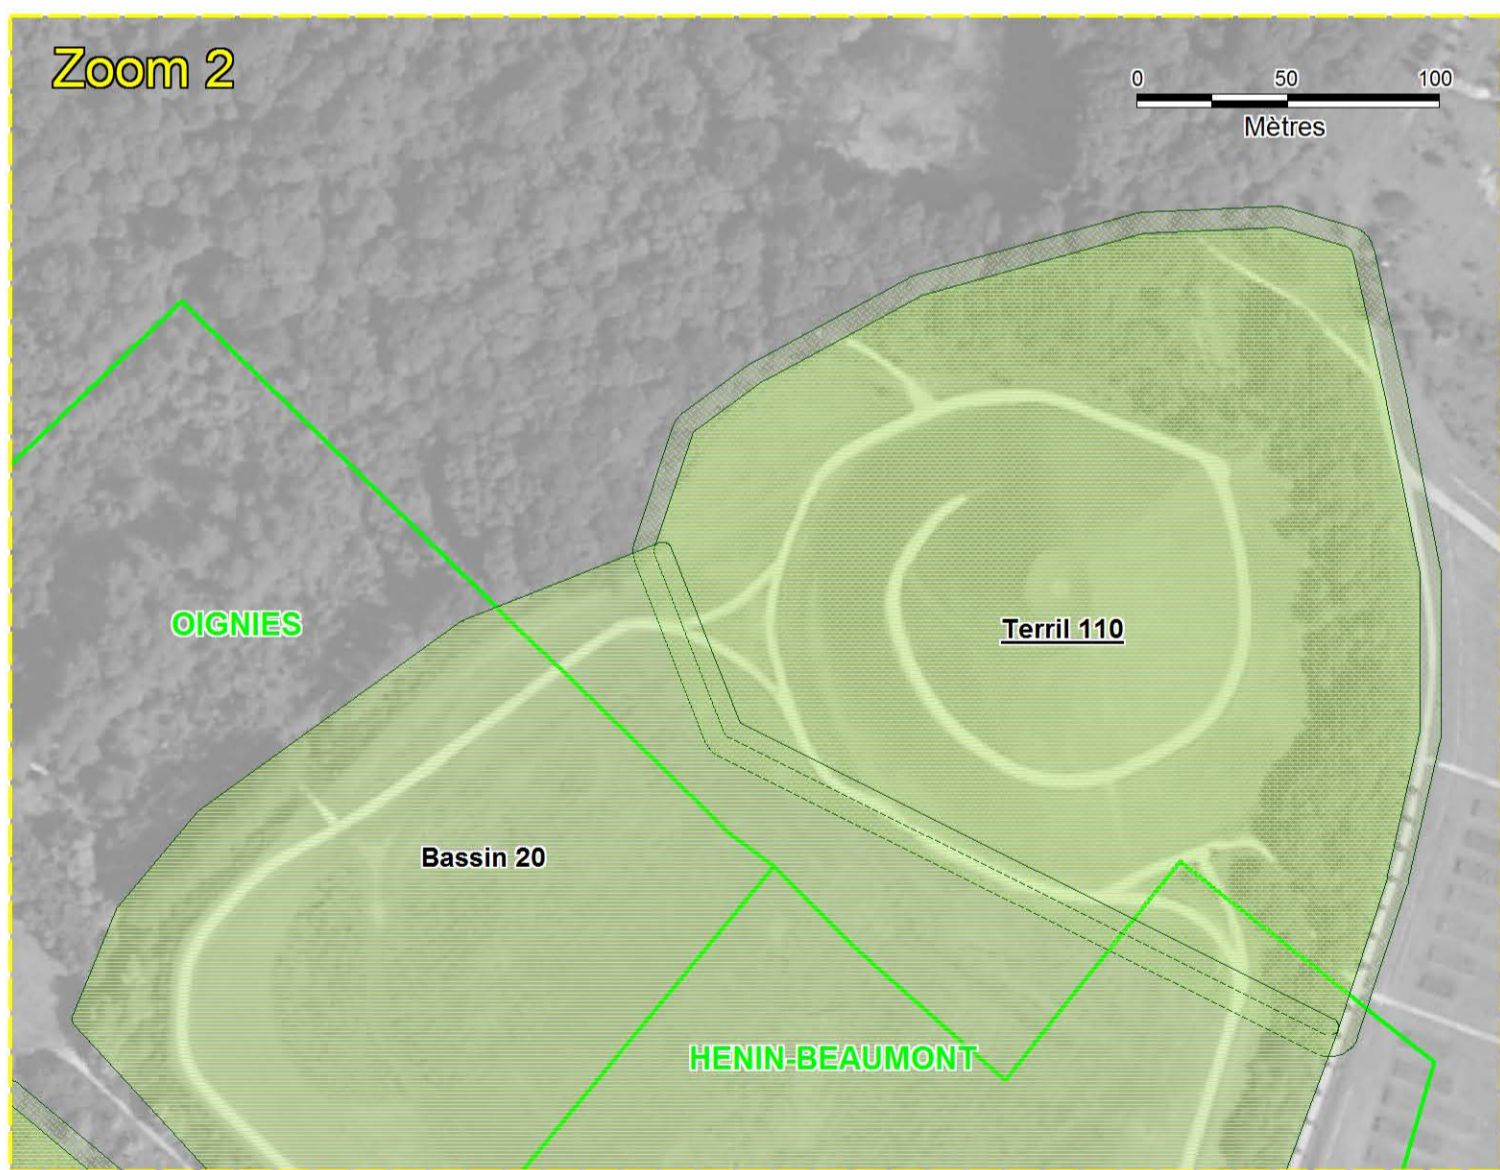 Zoom 2
0 50 100
Mètres
OIGNIES
Terril 110
Bassin 20
HENIN-BEAUMONT